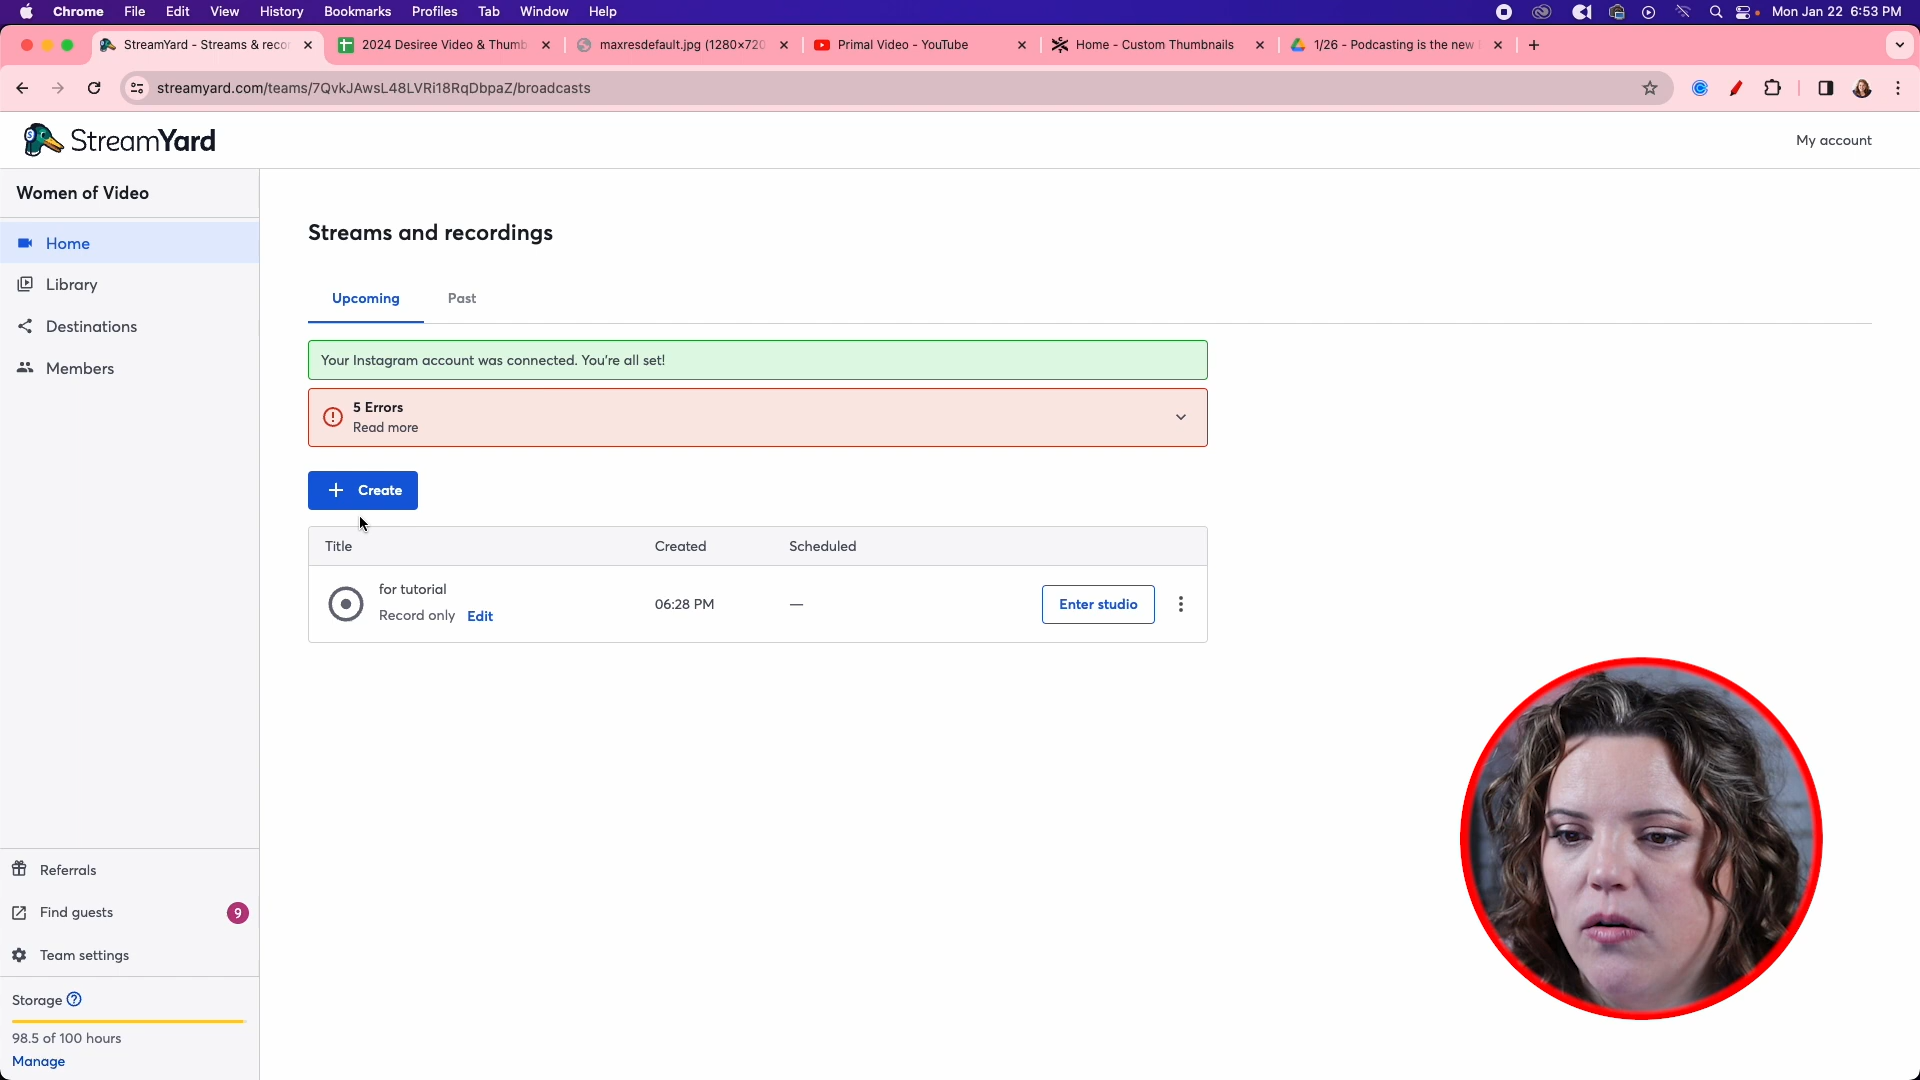 Chrome File Edit View History Bookmarks Profiles Tab Window Help Mon Jan 22 6:53 PM
StreamYard - Streams & recor 2024 Desiree Video & Thumb maxresdefault.jpg (1280×720 Primal Video - YouTube Home - Custom Thumbnails 1/26 - Podcasting is the new
streamyard.com/teams/7QvkJAwsL48LVRi18RqDbpaZ/broadcasts
StreamYard My account
Women of Video
Home
Library
Destinations
Members
Streams and recordings
Upcoming Past
Your Instagram account was connected. You're all set!
5 Errors
Read more
+ Create
Title Created Scheduled
for tutorial
Record only Edit
06:28 PM — Enter studio
Referrals
Find guests 9
Team settings
Storage ?
98.5 of 100 hours
Manage